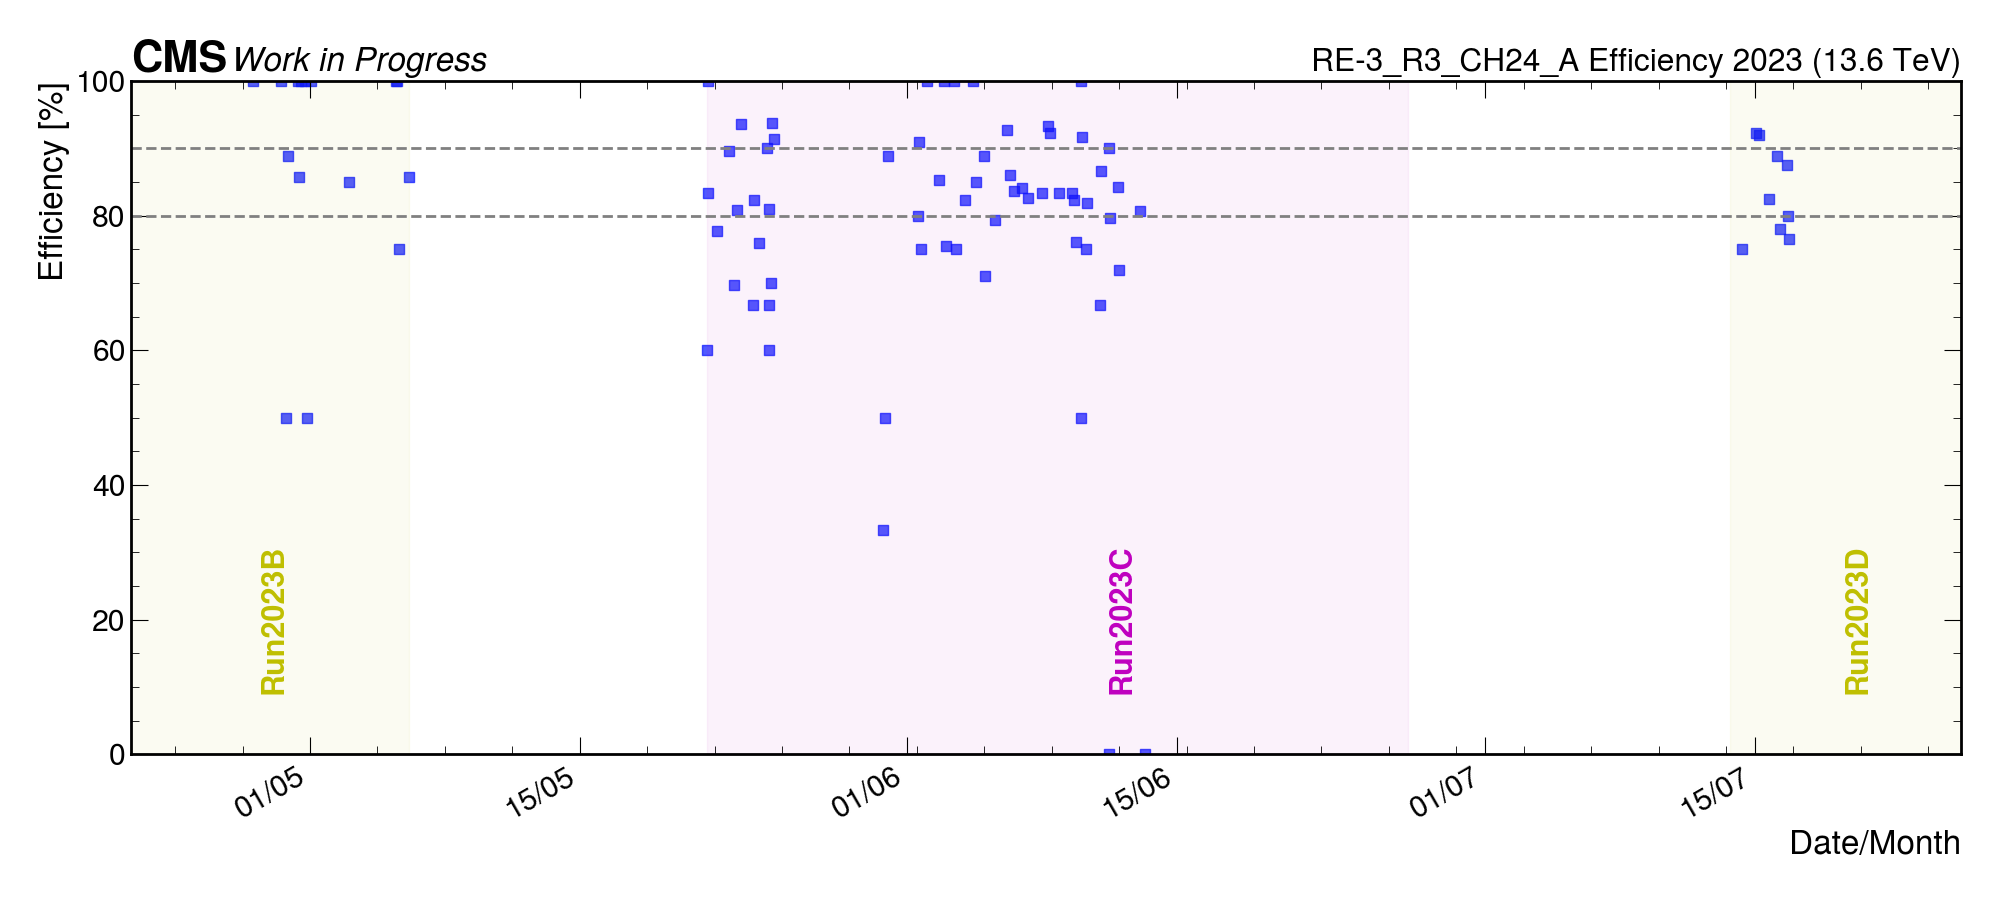 CMS Work in Progress
RE-3_R3_CH24_A Efficiency 2023 (13.6 TeV)
Efficiency [%]
100
80
60
40
20
0
Run2023B
Run2023C
Run2023D
01/05
15/05
01/06
15/06
01/07
15/07
Date/Month